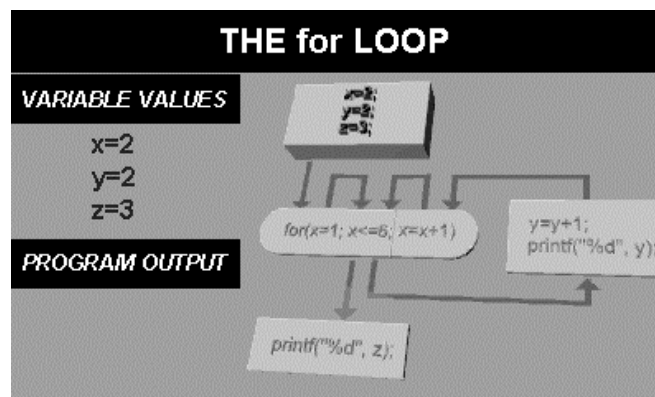 THE for LOOP
VARIABLE VALUES
x=2
y=2
z=3
PROGRAM OUTPUT
x=2;
y=2;
z=3;
for(x=1; x<=6; x=x+1)
y=y+1;
printf("%d", y);
printf("%d", z);